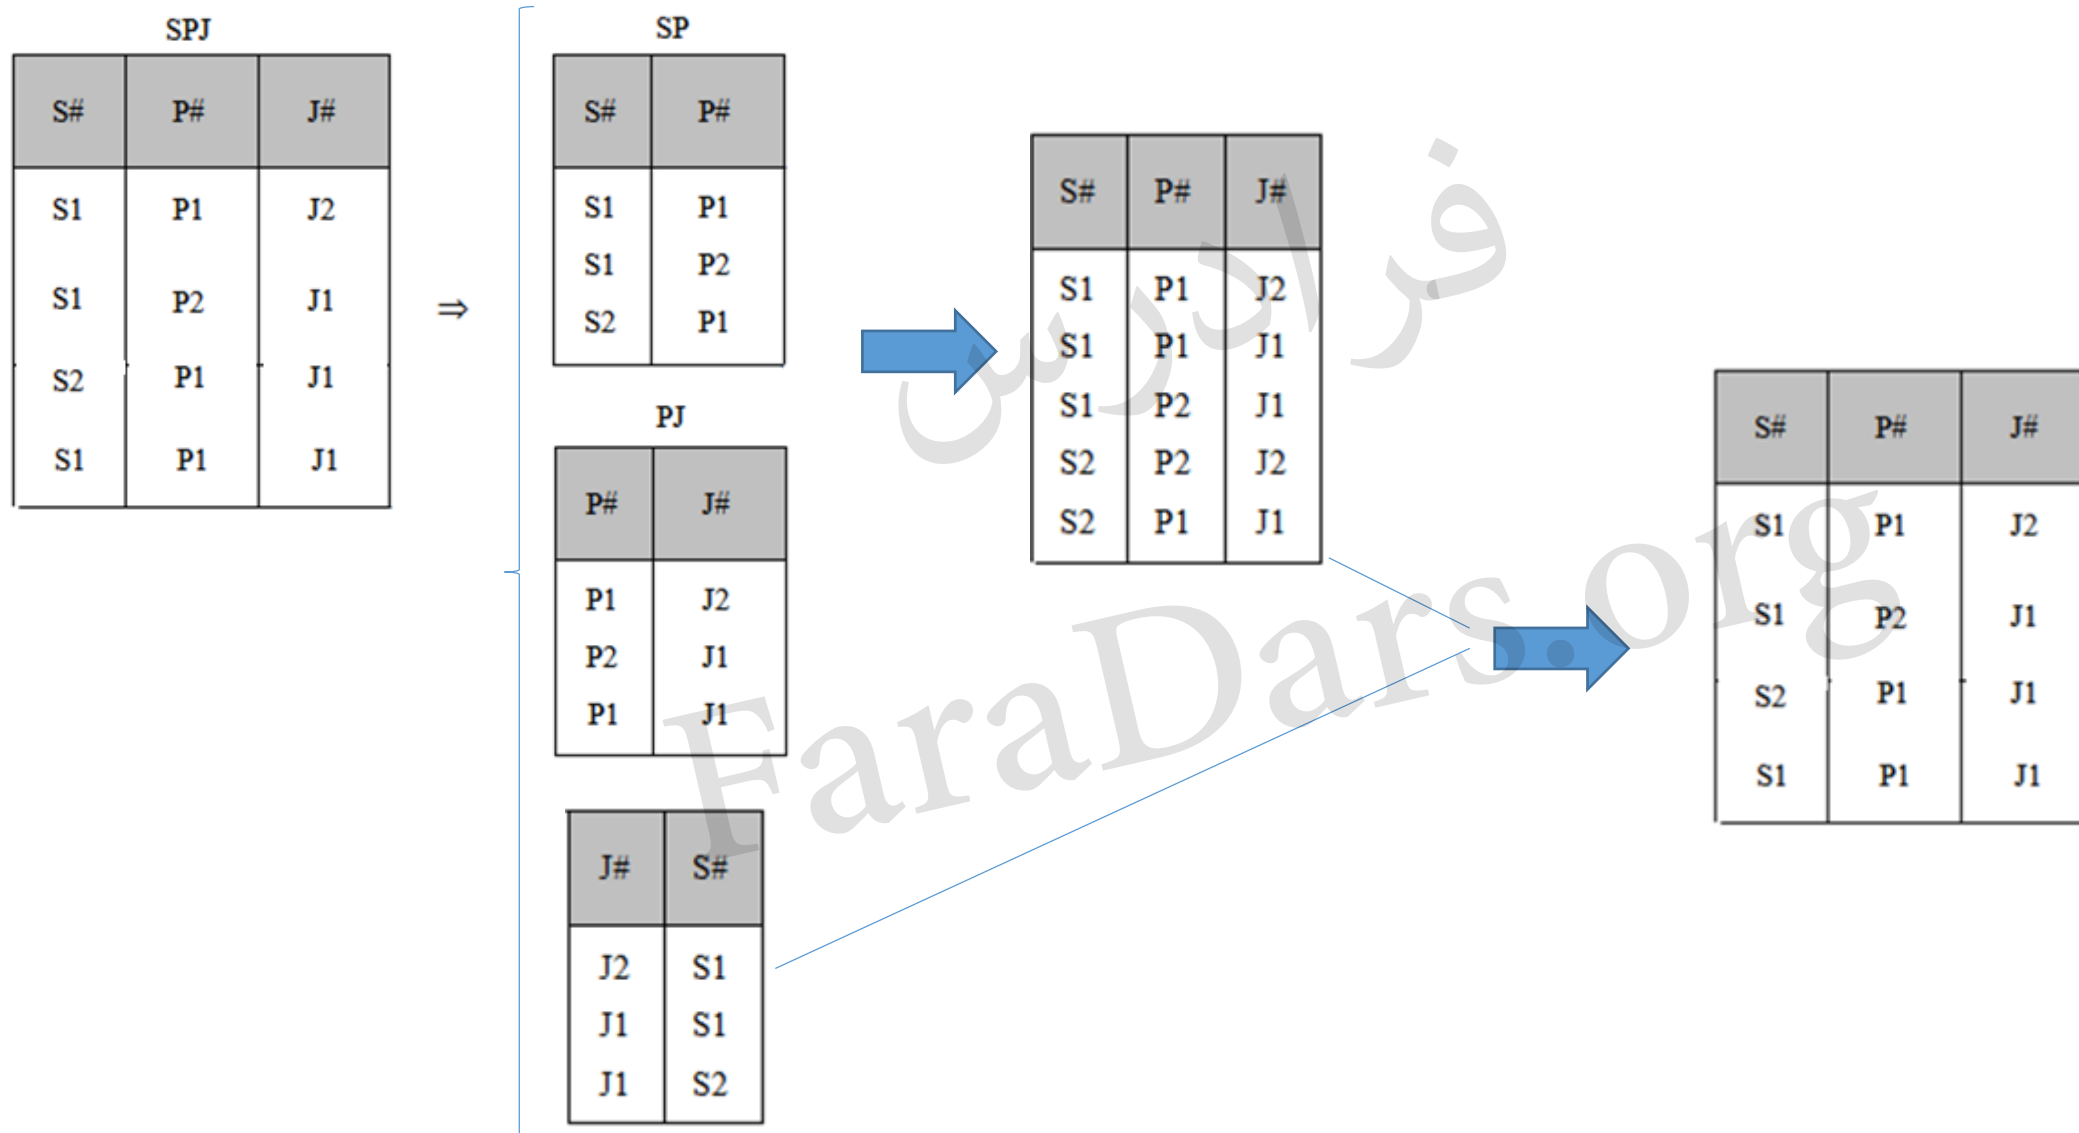 SPJ
S# P# J#
S1 P1 J2
S1 P2 J1
S2 P1 J1
S1 P1 J1
⇒
SP
S# P#
S1 P1
S1 P2
S2 P1
PJ
P# J#
P1 J2
P2 J1
P1 J1
J# S#
J2 S1
J1 S1
J1 S2
S# P# J#
S1 P1 J2
S1 P1 J1
S1 P2 J1
S2 P2 J2
S2 P1 J1
S# P# J#
S1 P1 J2
S1 P2 J1
S2 P1 J1
S1 P1 J1
فرادرس
FaraDars.org